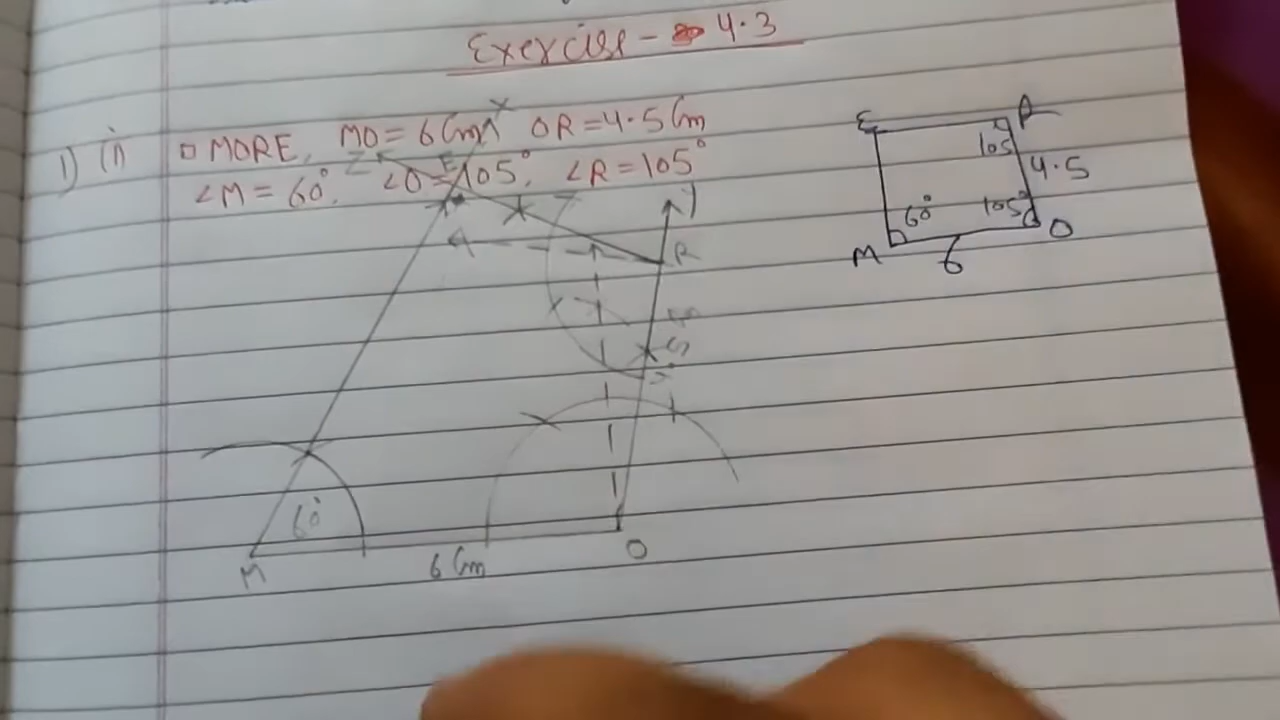 Exercise - 4.3
1) (i) □ MORE, MO = 6 Cm, OR = 4.5 Cm
∠M = 60°, ∠O = 105°, ∠R = 105°
E R
105°
4.5
60° 105°
M 6 O
X
Z E Y
A R
S
60°
M 6 Cm O